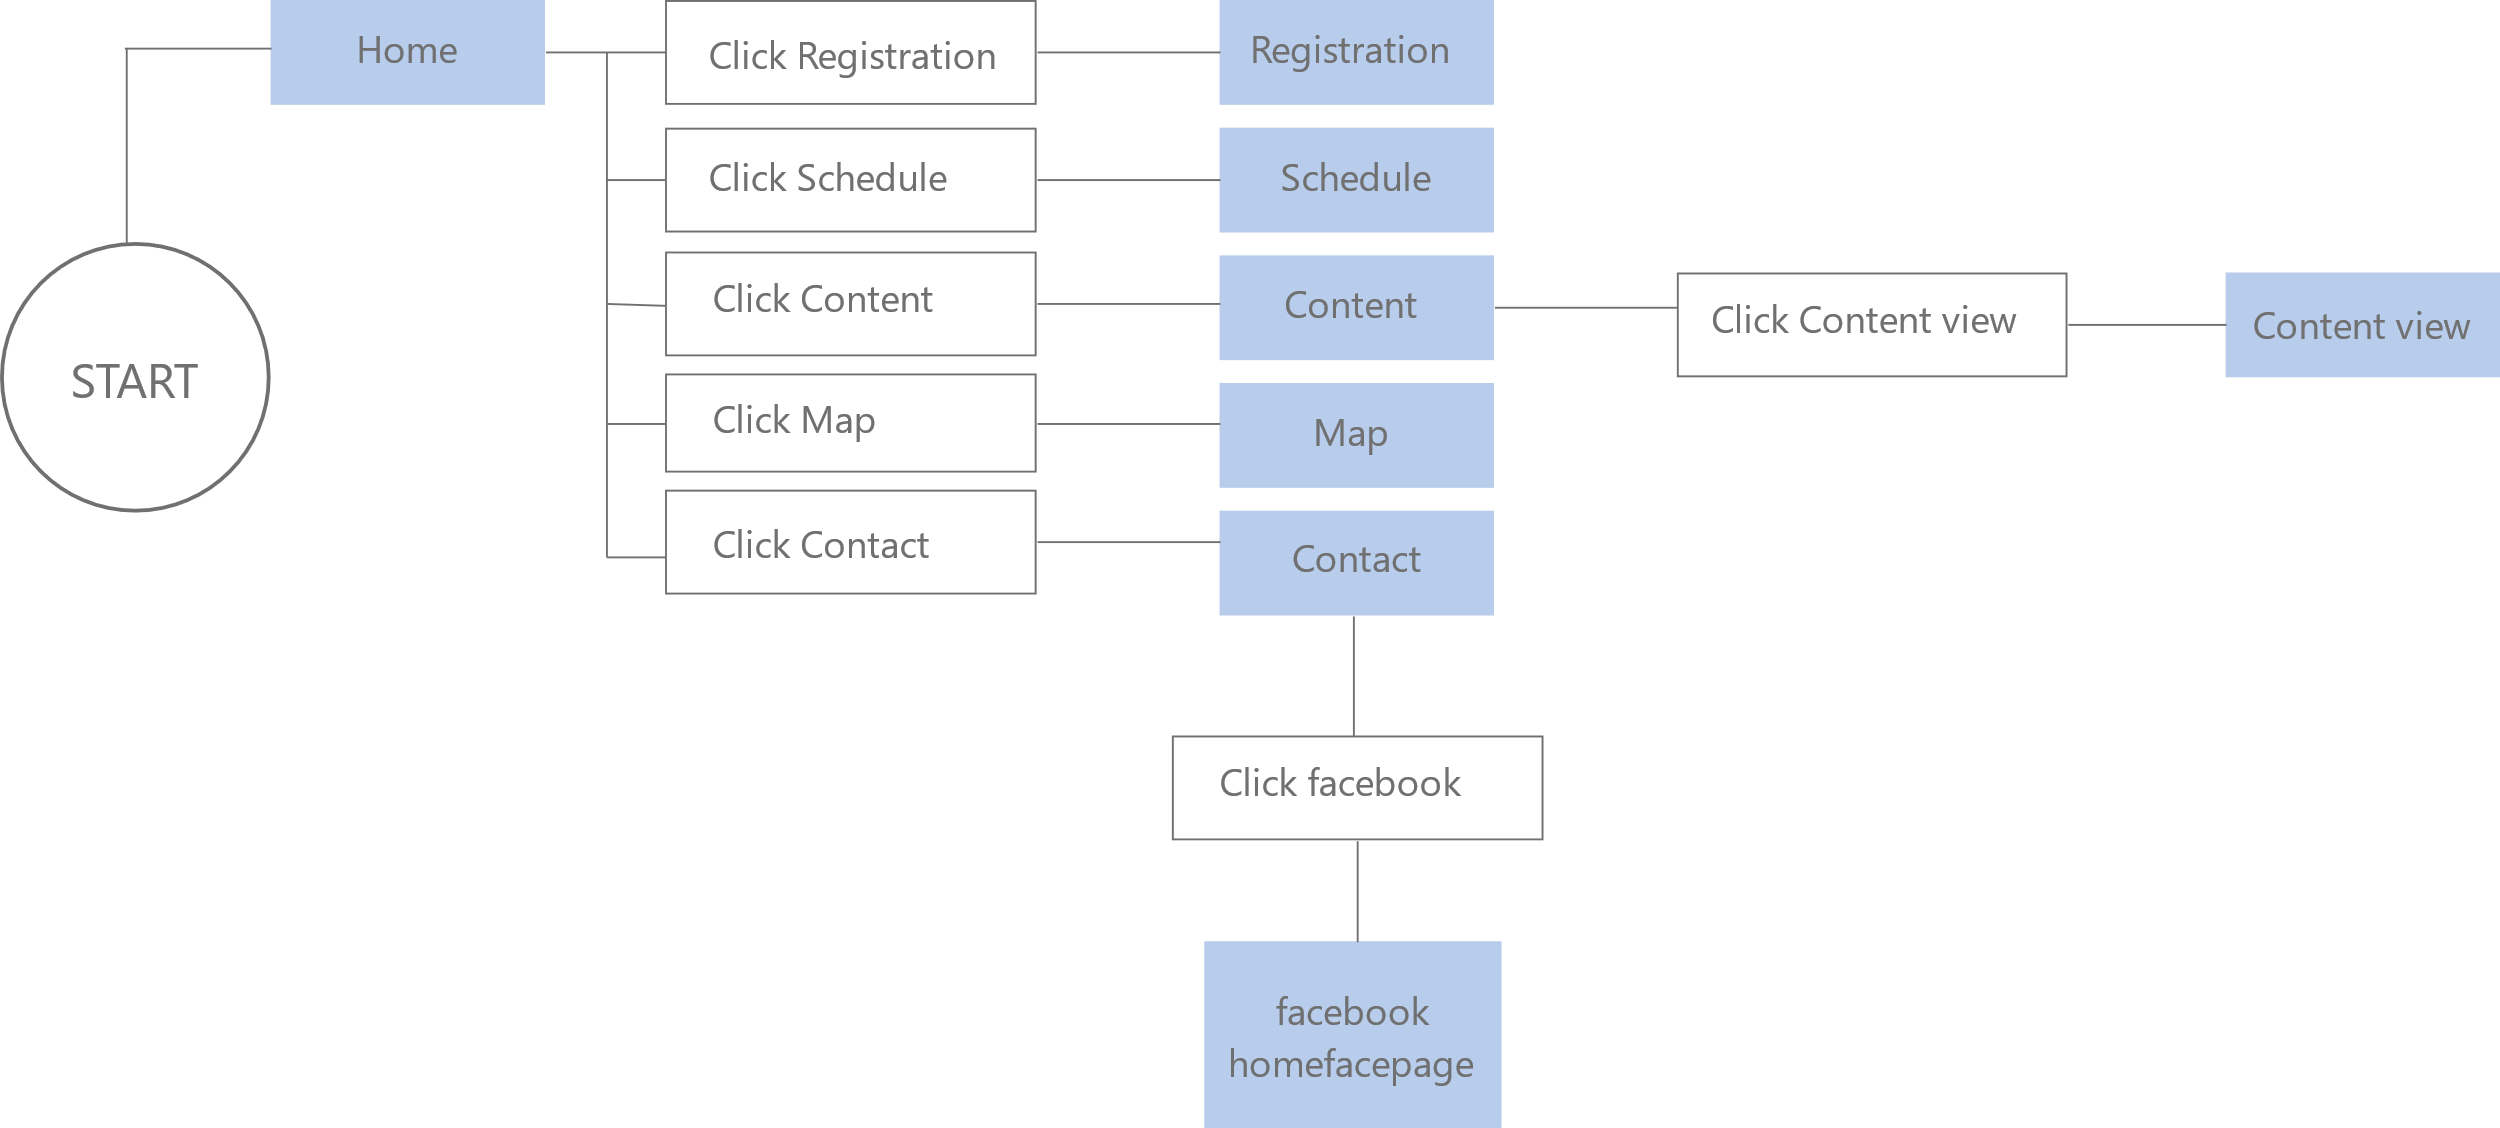 Home
Click Registration
Registration
Click Schedule
Schedule
Click Content
Content
Click Content view
Content view
START
Click Map
Map
Click Contact
Contact
Click facebook
facebook
homefacepage